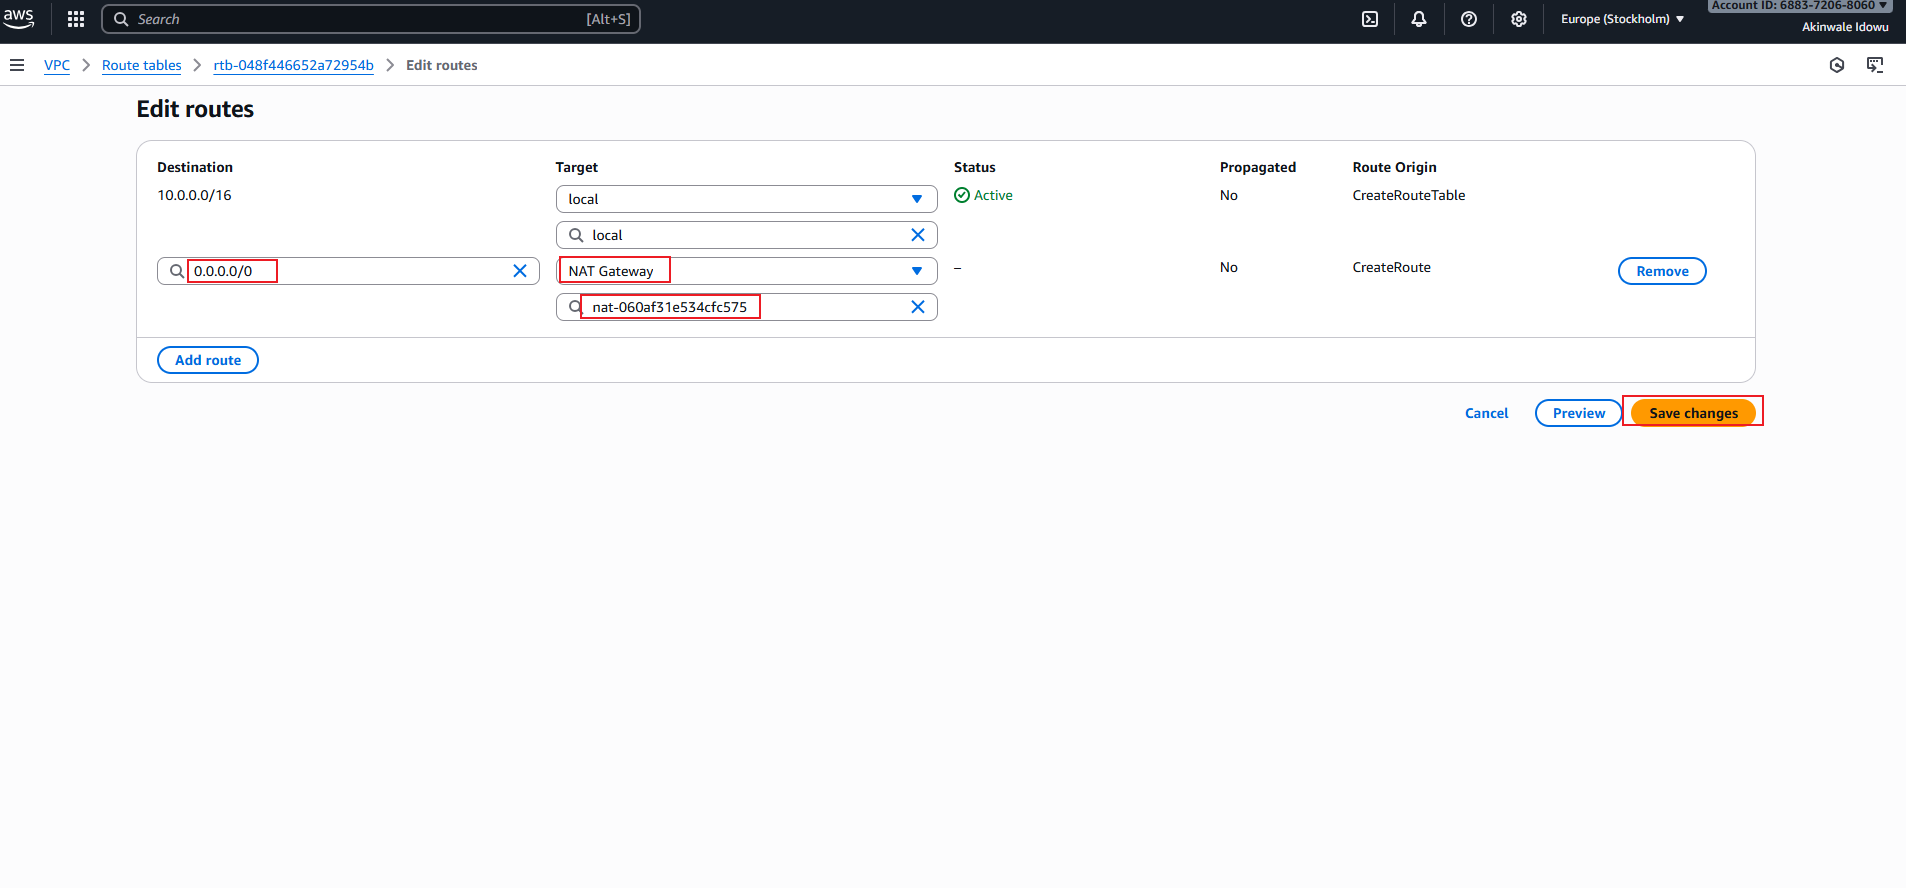 aws
Search [Alt+S]
Europe (Stockholm)
Account ID: 6883-7206-8060
Akinwale Idowu
VPC
Route tables
rtb-048f446652a72954b
Edit routes
Edit routes
Destination Target Status Propagated Route Origin
10.0.0.0/16 local Active No CreateRouteTable
local
0.0.0.0/0 NAT Gateway – No CreateRoute Remove
nat-060af31e534cfc575
Add route
Cancel Preview Save changes